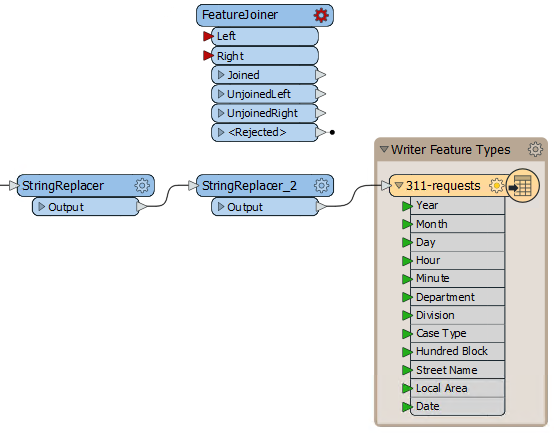 FeatureJoiner
Left
Right
Joined
UnjoinedLeft
UnjoinedRight
<Rejected>
StringReplacer
Output
StringReplacer_2
Output
Writer Feature Types
311-requests
Year
Month
Day
Hour
Minute
Department
Division
Case Type
Hundred Block
Street Name
Local Area
Date